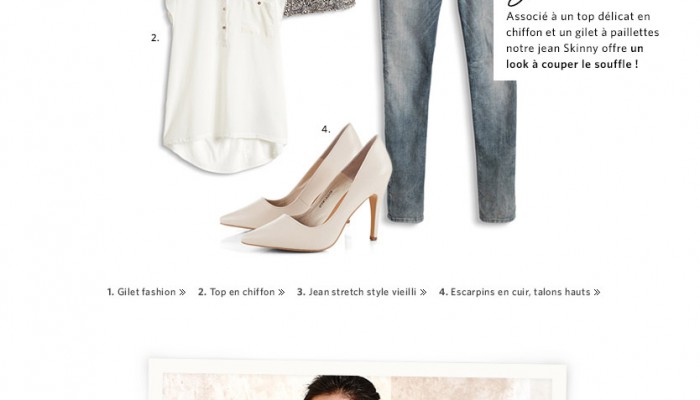 Associé à un top délicat en
chiffon et un gilet à paillettes
notre jean Skinny offre un
look à couper le souffle !
2.
4.
1. Gilet fashion » 2. Top en chiffon » 3. Jean stretch style vieilli » 4. Escarpins en cuir, talons hauts »